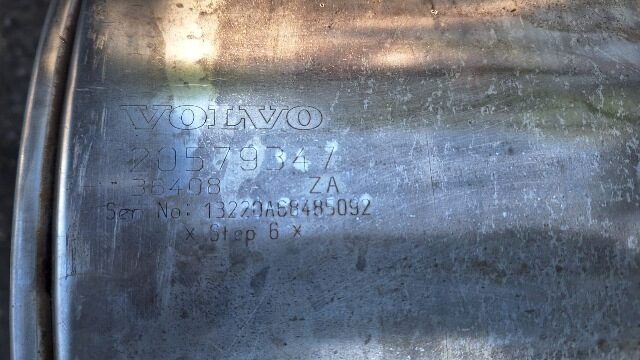 VOLVO
20579347
36408 ZA
Ser No: 13220A68485092
x Step 6 x